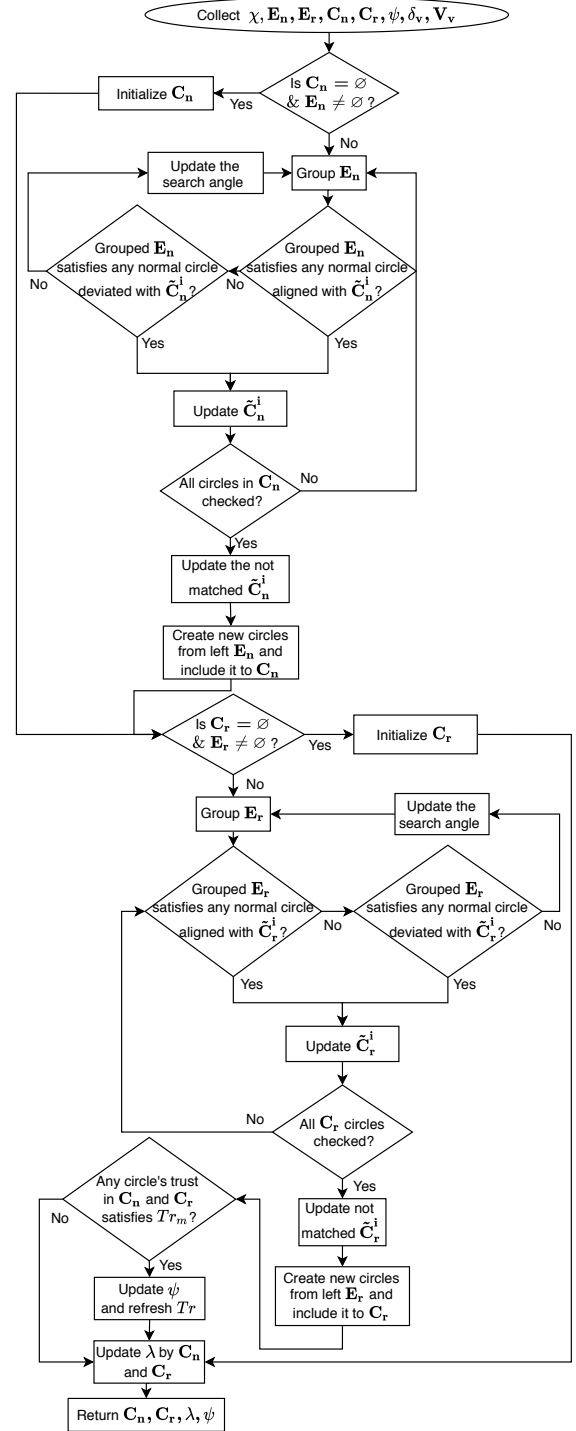 Collect χ, E_n, E_r, C_n, C_r, ψ, δ_v, V_v
Is C_n = ∅
& E_n ≠ ∅ ?
Yes
Initialize C_n
No
Update the
search angle
Group E_n
Grouped E_n
satisfies any normal circle
deviated with C̃_n^i?
No
Yes
Grouped E_n
satisfies any normal circle
aligned with C̃_n^i?
No
Yes
Update C̃_n^i
All circles in C_n
checked?
No
Yes
Update the not
matched C̃_n^i
Create new circles
from left E_n and
include it to C_n
Is C_r = ∅
& E_r ≠ ∅ ?
Yes
Initialize C_r
No
Group E_r
Update the
search angle
Grouped E_r
satisfies any normal circle
aligned with C̃_r^i?
No
Yes
Grouped E_r
satisfies any normal circle
deviated with C̃_r^i?
No
Yes
Update C̃_r^i
All C_r circles
checked?
No
Yes
Update not
matched C̃_r^i
Create new circles
from left E_r and
include it to C_r
Any circle's trust
in C_n and C_r
satisfies Tr_m?
No
Yes
Update ψ
and refresh Tr
Update λ by C_n
and C_r
Return C_n, C_r, λ, ψ